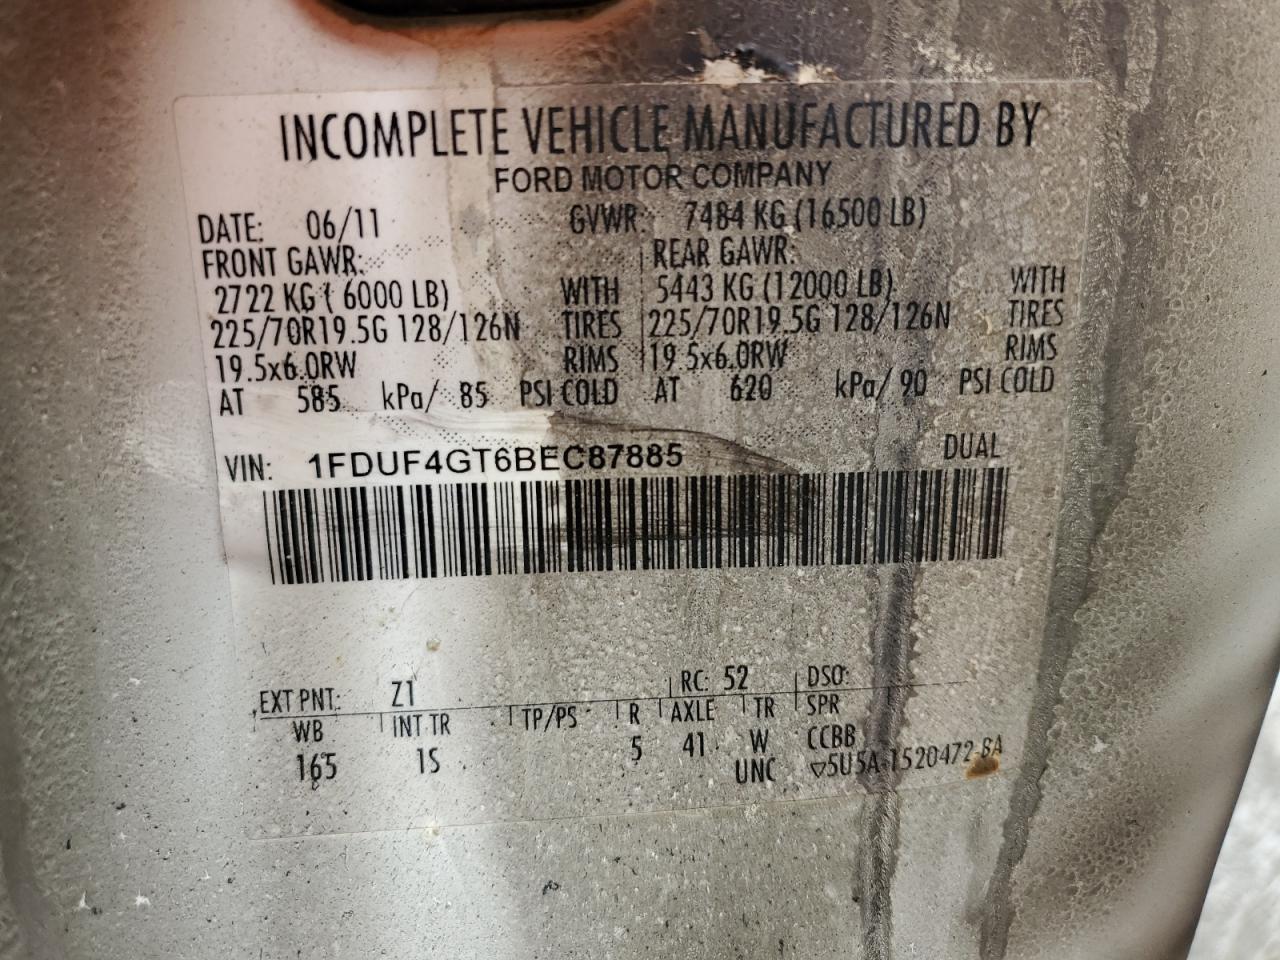 INCOMPLETE VEHICLE MANUFACTURED BY
FORD MOTOR COMPANY
DATE: 06/11 GVWR: 7484 KG (16500 LB)
FRONT GAWR: REAR GAWR:
2722 KG ( 6000 LB) WITH 5443 KG (12000 LB) WITH
225/70R19.5G 128/126N TIRES 225/70R19.5G 128/126N TIRES
19.5x6.0RW RIMS 19.5x6.0RW RIMS
AT 585 kPa/ 85 PSI COLD AT 620 kPa/ 90 PSI COLD
VIN: 1FDUF4GT6BEC87885 DUAL
EXT PNT: Z1 RC: 52 DSO:
WB INT TR TP/PS R AXLE TR SPR
165 1S 5 41 W CCBB
UNC ▽5U5A-1520472-BA